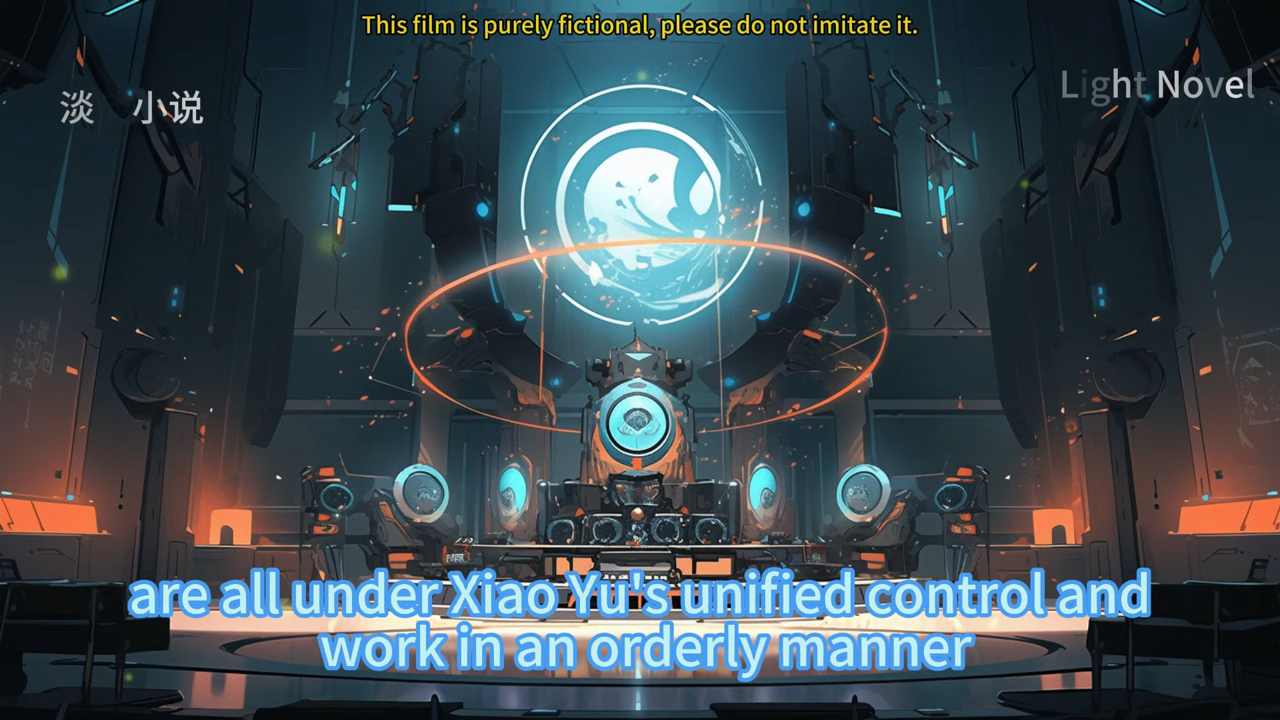 This film is purely fictional, please do not imitate it.
淡 小说
Light Novel
are all under Xiao Yu's unified control and
work in an orderly manner